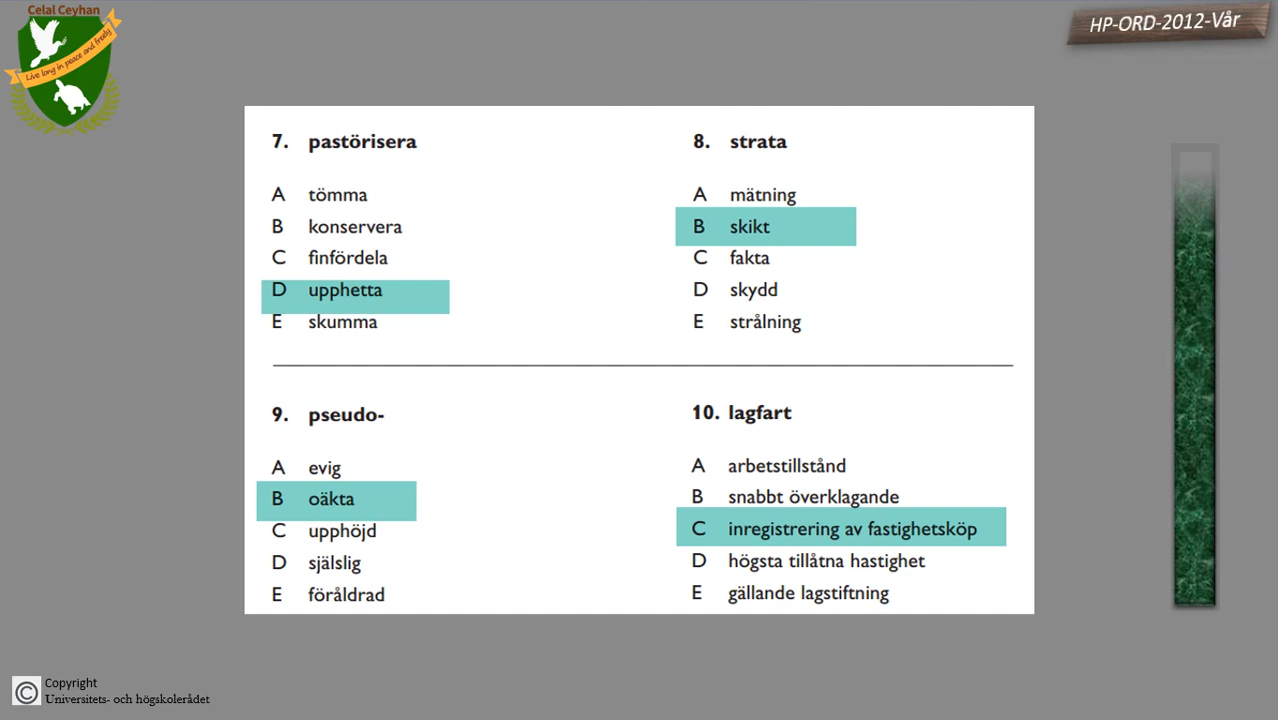 Celal Ceyhan
Live long in peace and freely
HP-ORD-2012-Vår
7. pastörisera
A tömma
B konservera
C finfördela
D upphetta
E skumma
8. strata
A mätning
B skikt
C fakta
D skydd
E strålning
9. pseudo-
A evig
B oäkta
C upphöjd
D själslig
E föråldrad
10. lagfart
A arbetstillstånd
B snabbt överklagande
C inregistrering av fastighetsköp
D högsta tillåtna hastighet
E gällande lagstiftning
© Copyright
Universitets- och högskolerådet